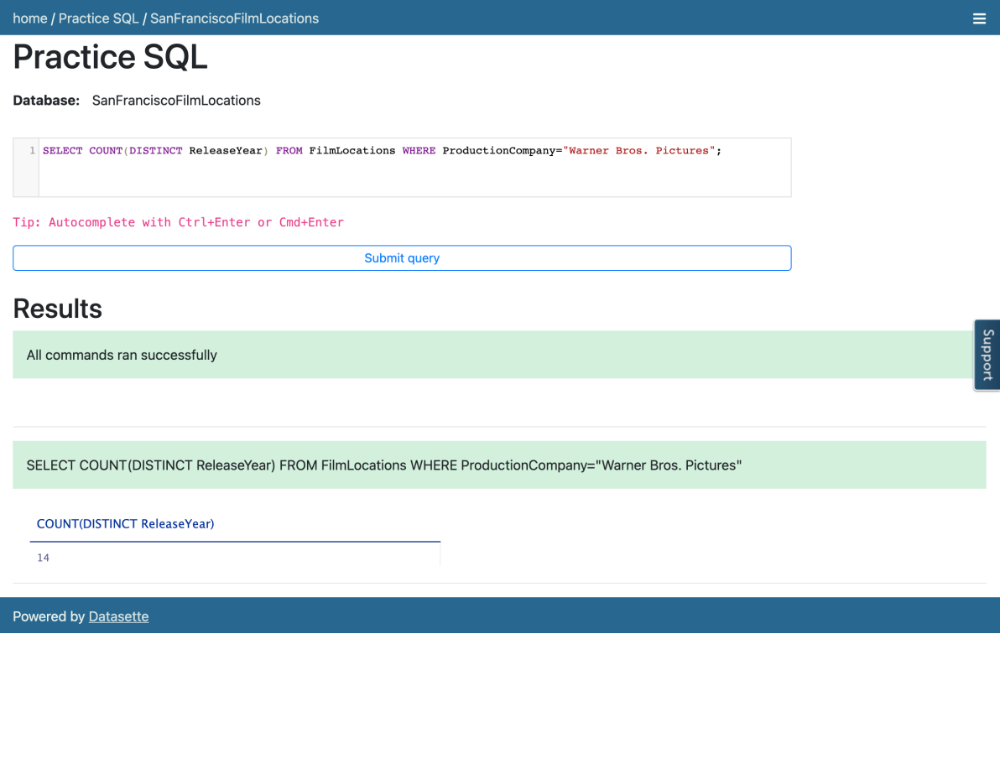 home / Practice SQL / SanFranciscoFilmLocations
Practice SQL
Database: SanFranciscoFilmLocations
1 SELECT COUNT(DISTINCT ReleaseYear) FROM FilmLocations WHERE ProductionCompany="Warner Bros. Pictures";
Tip: Autocomplete with Ctrl+Enter or Cmd+Enter
Submit query
Results
All commands ran successfully
Support
SELECT COUNT(DISTINCT ReleaseYear) FROM FilmLocations WHERE ProductionCompany="Warner Bros. Pictures"
COUNT(DISTINCT ReleaseYear)
14
Powered by Datasette